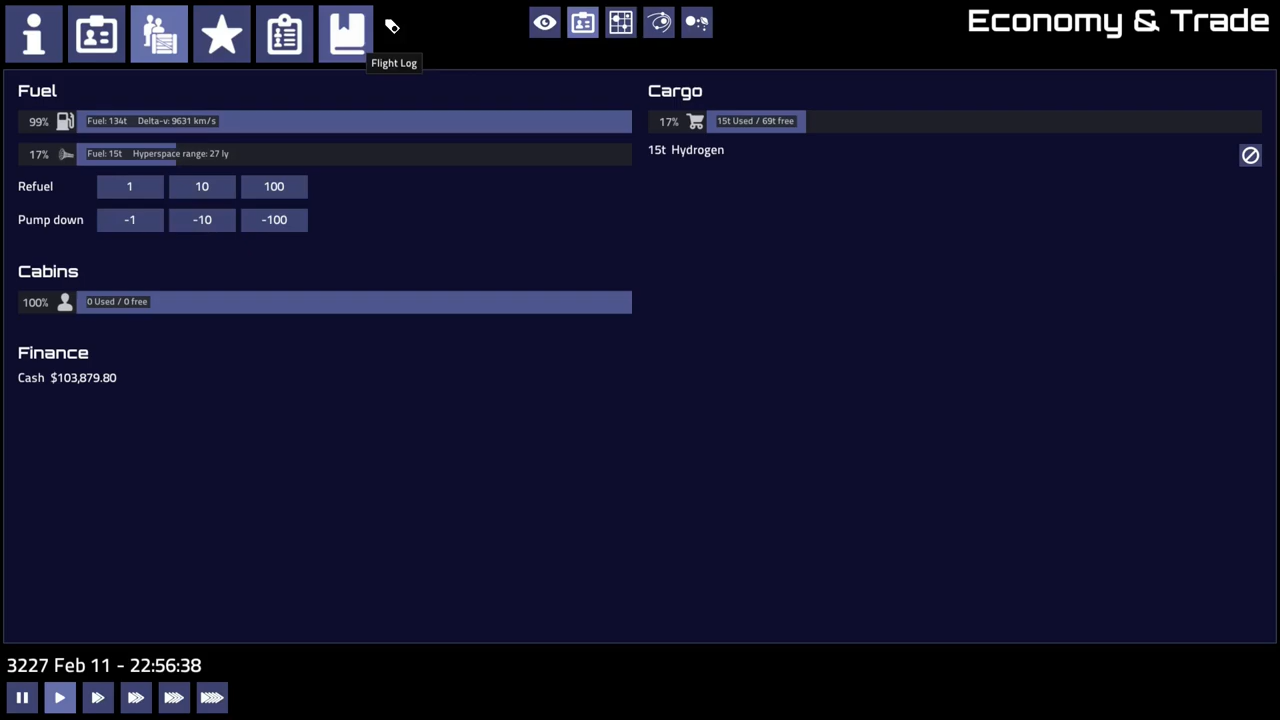 Economy & Trade
Flight Log
Fuel
99% Fuel: 134t Delta-v: 9631 km/s
17% Fuel: 15t Hyperspace range: 27 ly
Refuel 1 10 100
Pump down -1 -10 -100
Cabins
100% 0 Used / 0 free
Finance
Cash $103,879.80
Cargo
17% 15t Used / 69t free
15t Hydrogen
3227 Feb 11 - 22:56:38